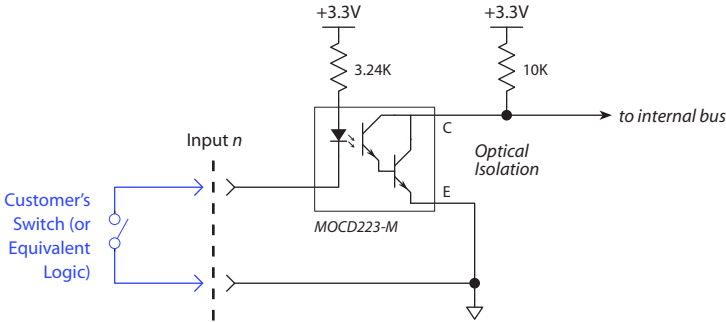 +3.3V
+3.3V
3.24K
10K
to internal bus
C
Input n
Optical
Isolation
E
Customer's
Switch (or
Equivalent
Logic)
MOCD223-M